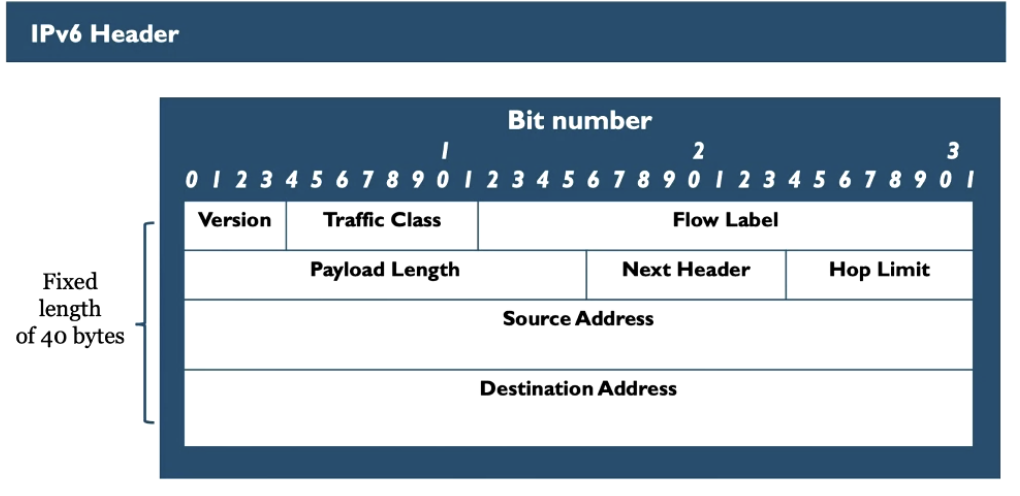 IPv6 Header
Bit number
1 2 3
0 1 2 3 4 5 6 7 8 9 0 1 2 3 4 5 6 7 8 9 0 1 2 3 4 5 6 7 8 9 0 1
Version Traffic Class Flow Label
Payload Length Next Header Hop Limit
Fixed
length
of 40 bytes
Source Address
Destination Address